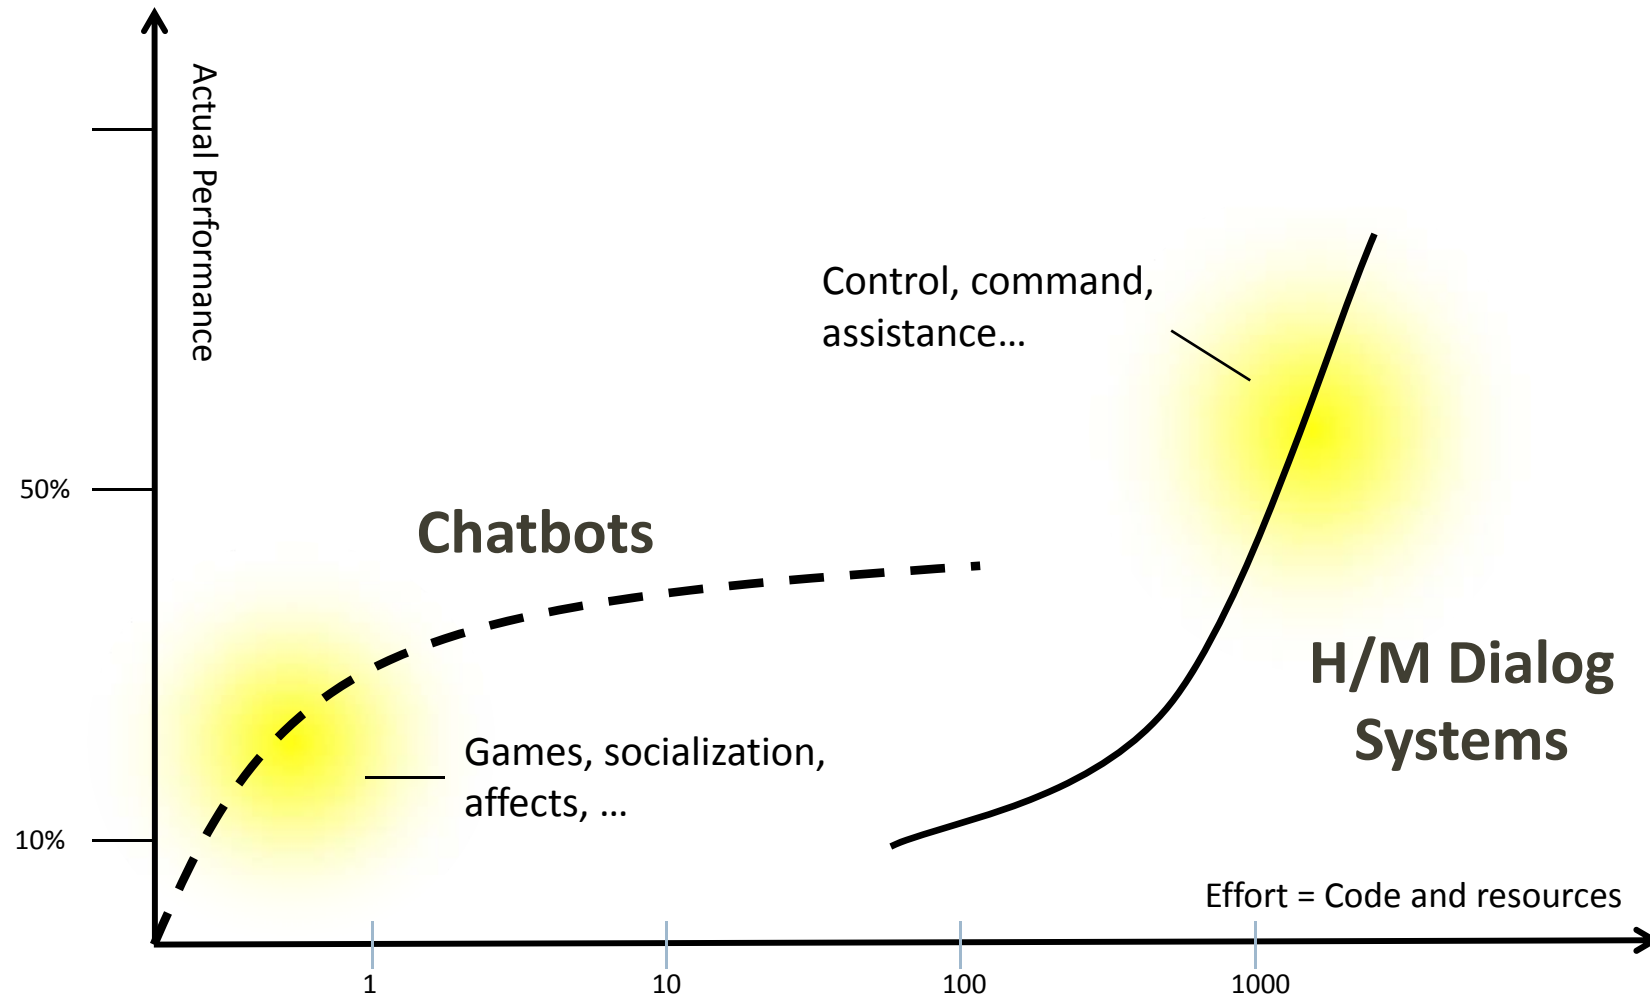 Actual Performance
Control, command,
assistance...
50%
Chatbots
H/M Dialog
Systems
Games, socialization,
affects, ...
10%
Effort = Code and resources
1
10
100
1000